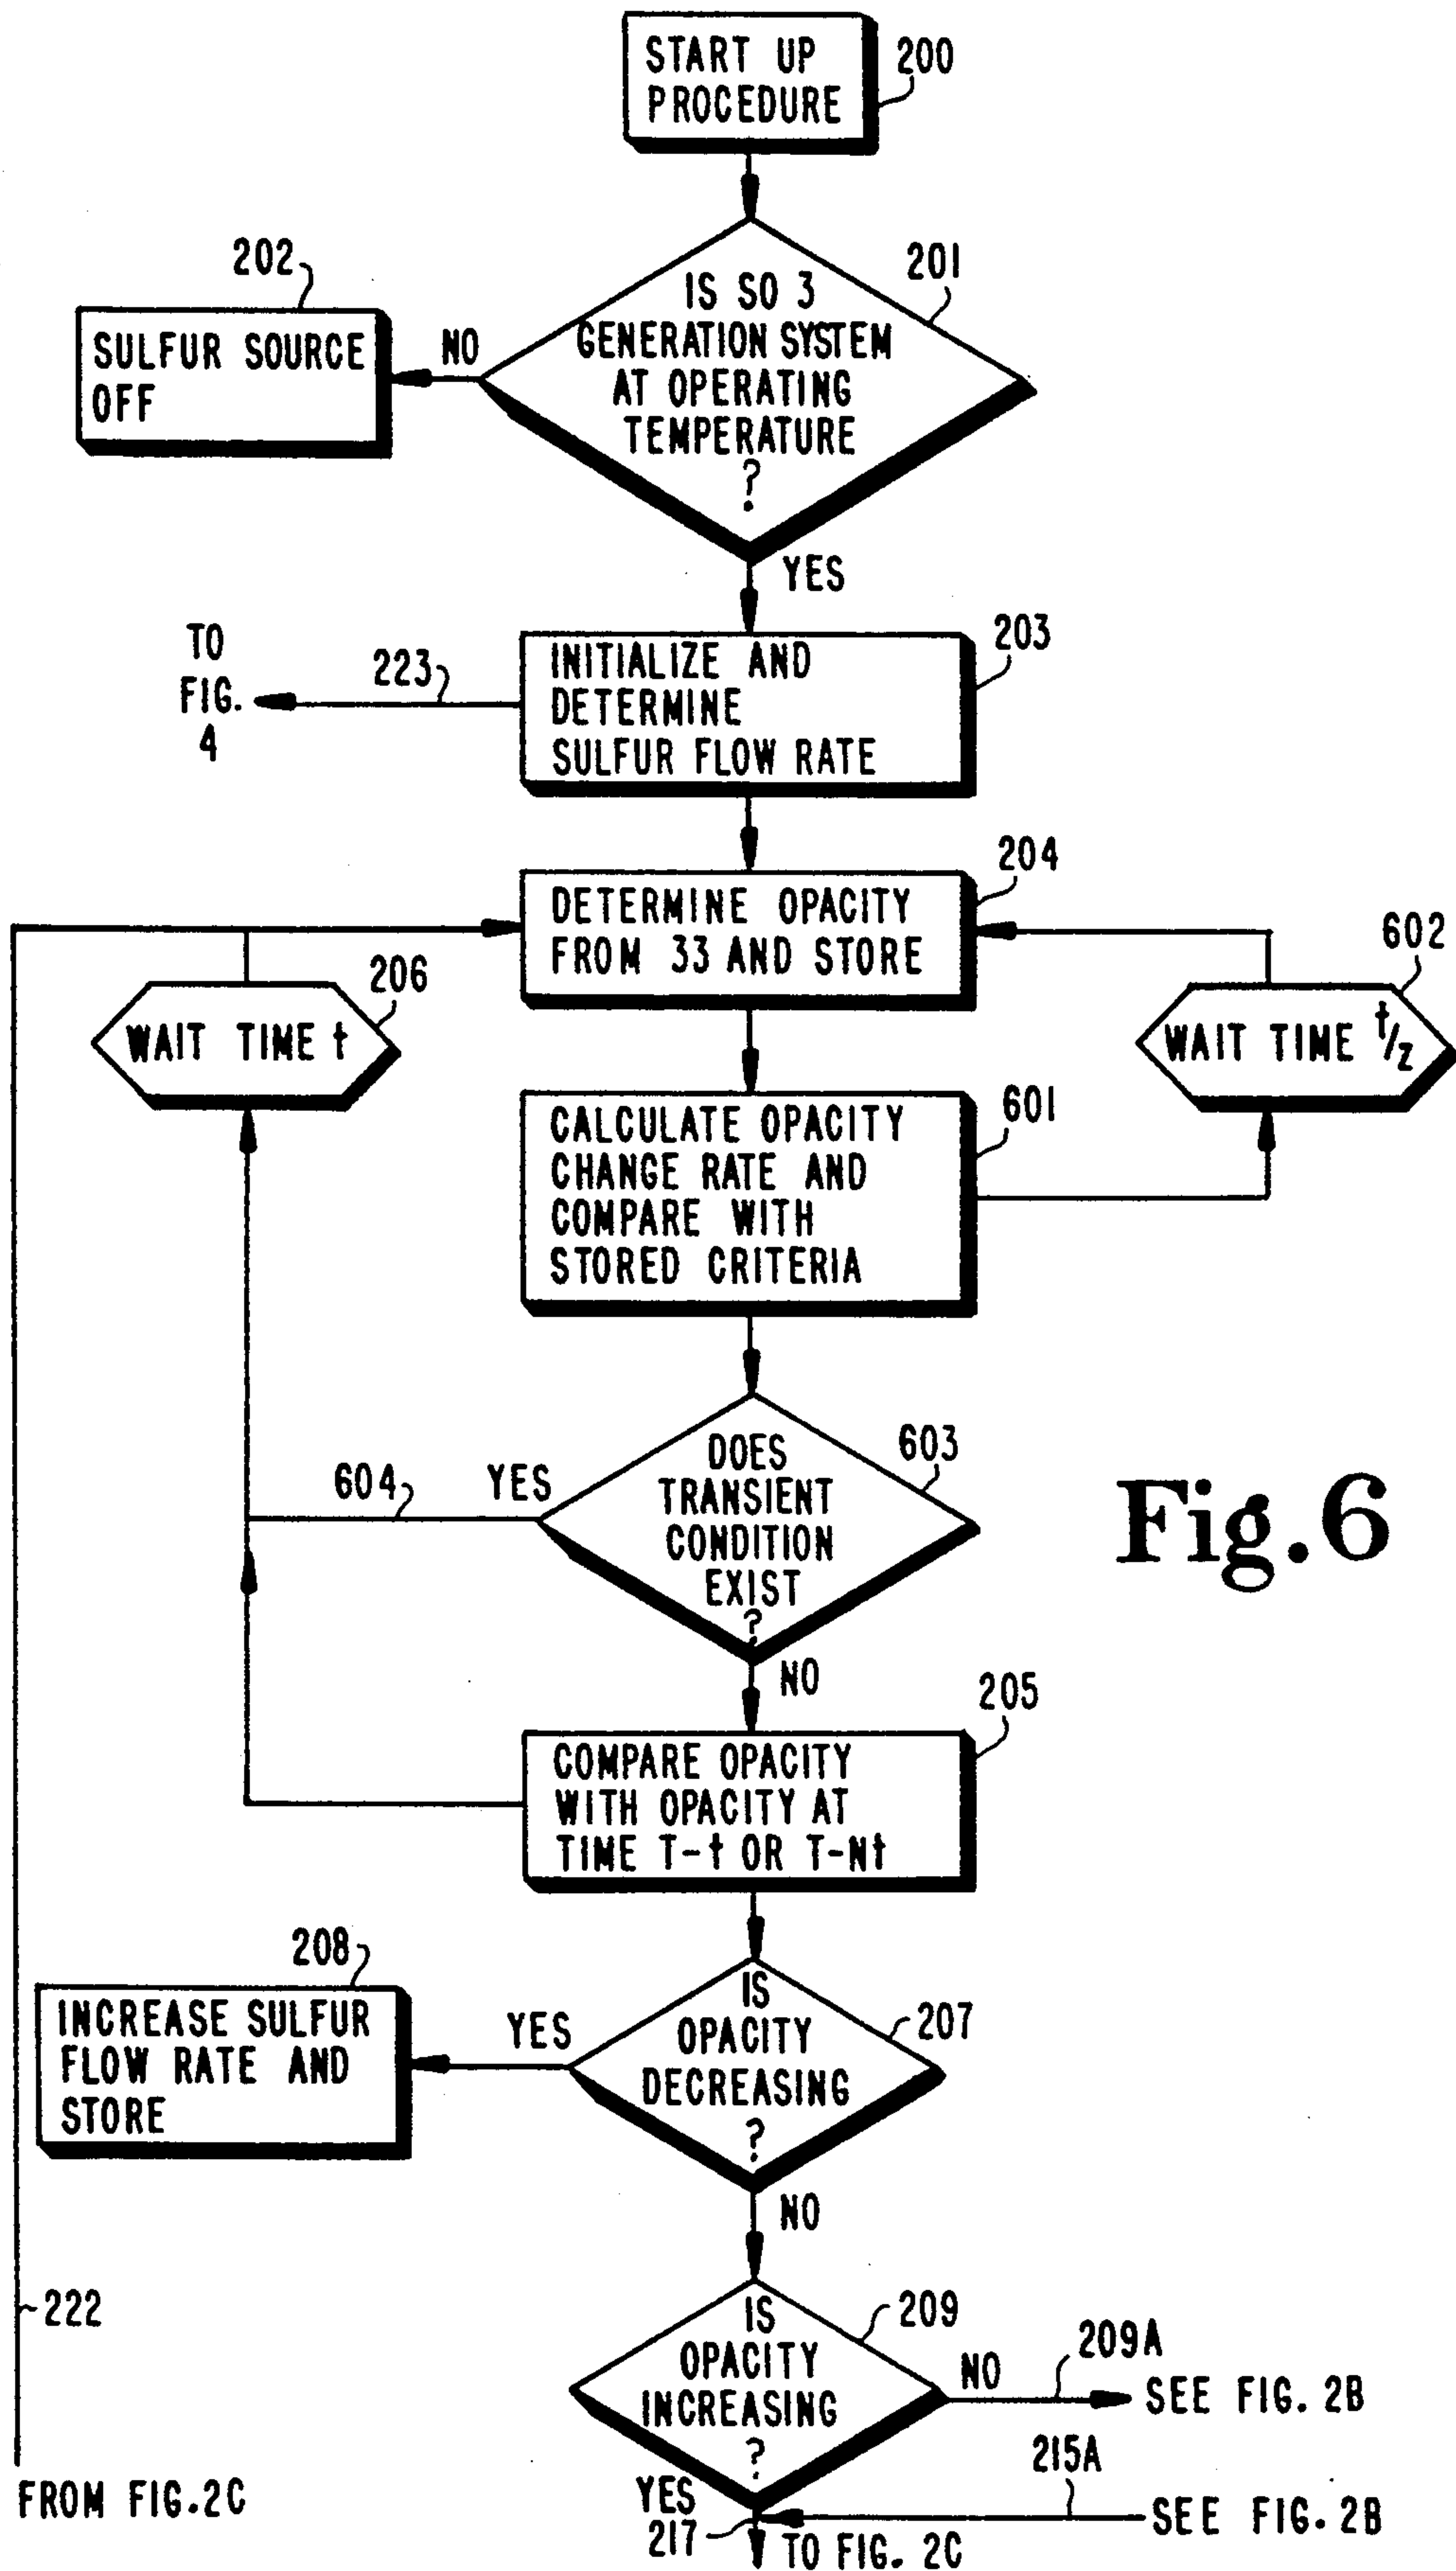 START UP
PROCEDURE
200
202
201
IS SO 3
GENERATION SYSTEM
AT OPERATING
TEMPERATURE
?
NO
SULFUR SOURCE
OFF
YES
TO
FIG.
4
223
203
INITIALIZE AND
DETERMINE
SULFUR FLOW RATE
204
DETERMINE OPACITY
FROM 33 AND STORE
206
WAIT TIME t
602
WAIT TIME t/z
601
CALCULATE OPACITY
CHANGE RATE AND
COMPARE WITH
STORED CRITERIA
603
DOES
TRANSIENT
CONDITION
EXIST
?
604
YES
NO
Fig.6
205
COMPARE OPACITY
WITH OPACITY AT
TIME T-t OR T-Nt
208
INCREASE SULFUR
FLOW RATE AND
STORE
YES
207
IS
OPACITY
DECREASING
?
NO
222
209
IS
OPACITY
INCREASING
?
NO
209A
SEE FIG. 2B
215A
SEE FIG. 2B
YES
217
TO FIG. 2C
FROM FIG.2C